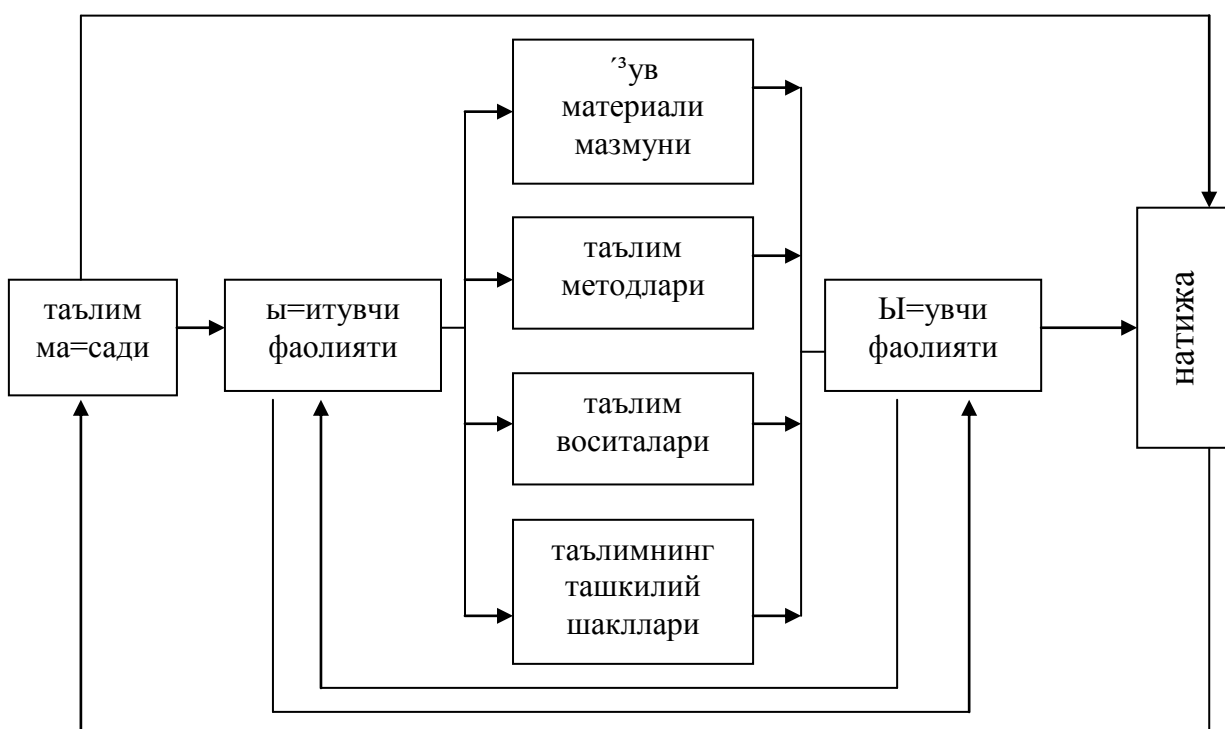 таълим
ма=сади
ы=итувчи
фаолияти
´³ув
материали
мазмуни
таълим
методлари
таълим
воситалари
таълимнинг
ташкилий
шакллари
Ы=увчи
фаолияти
натижа